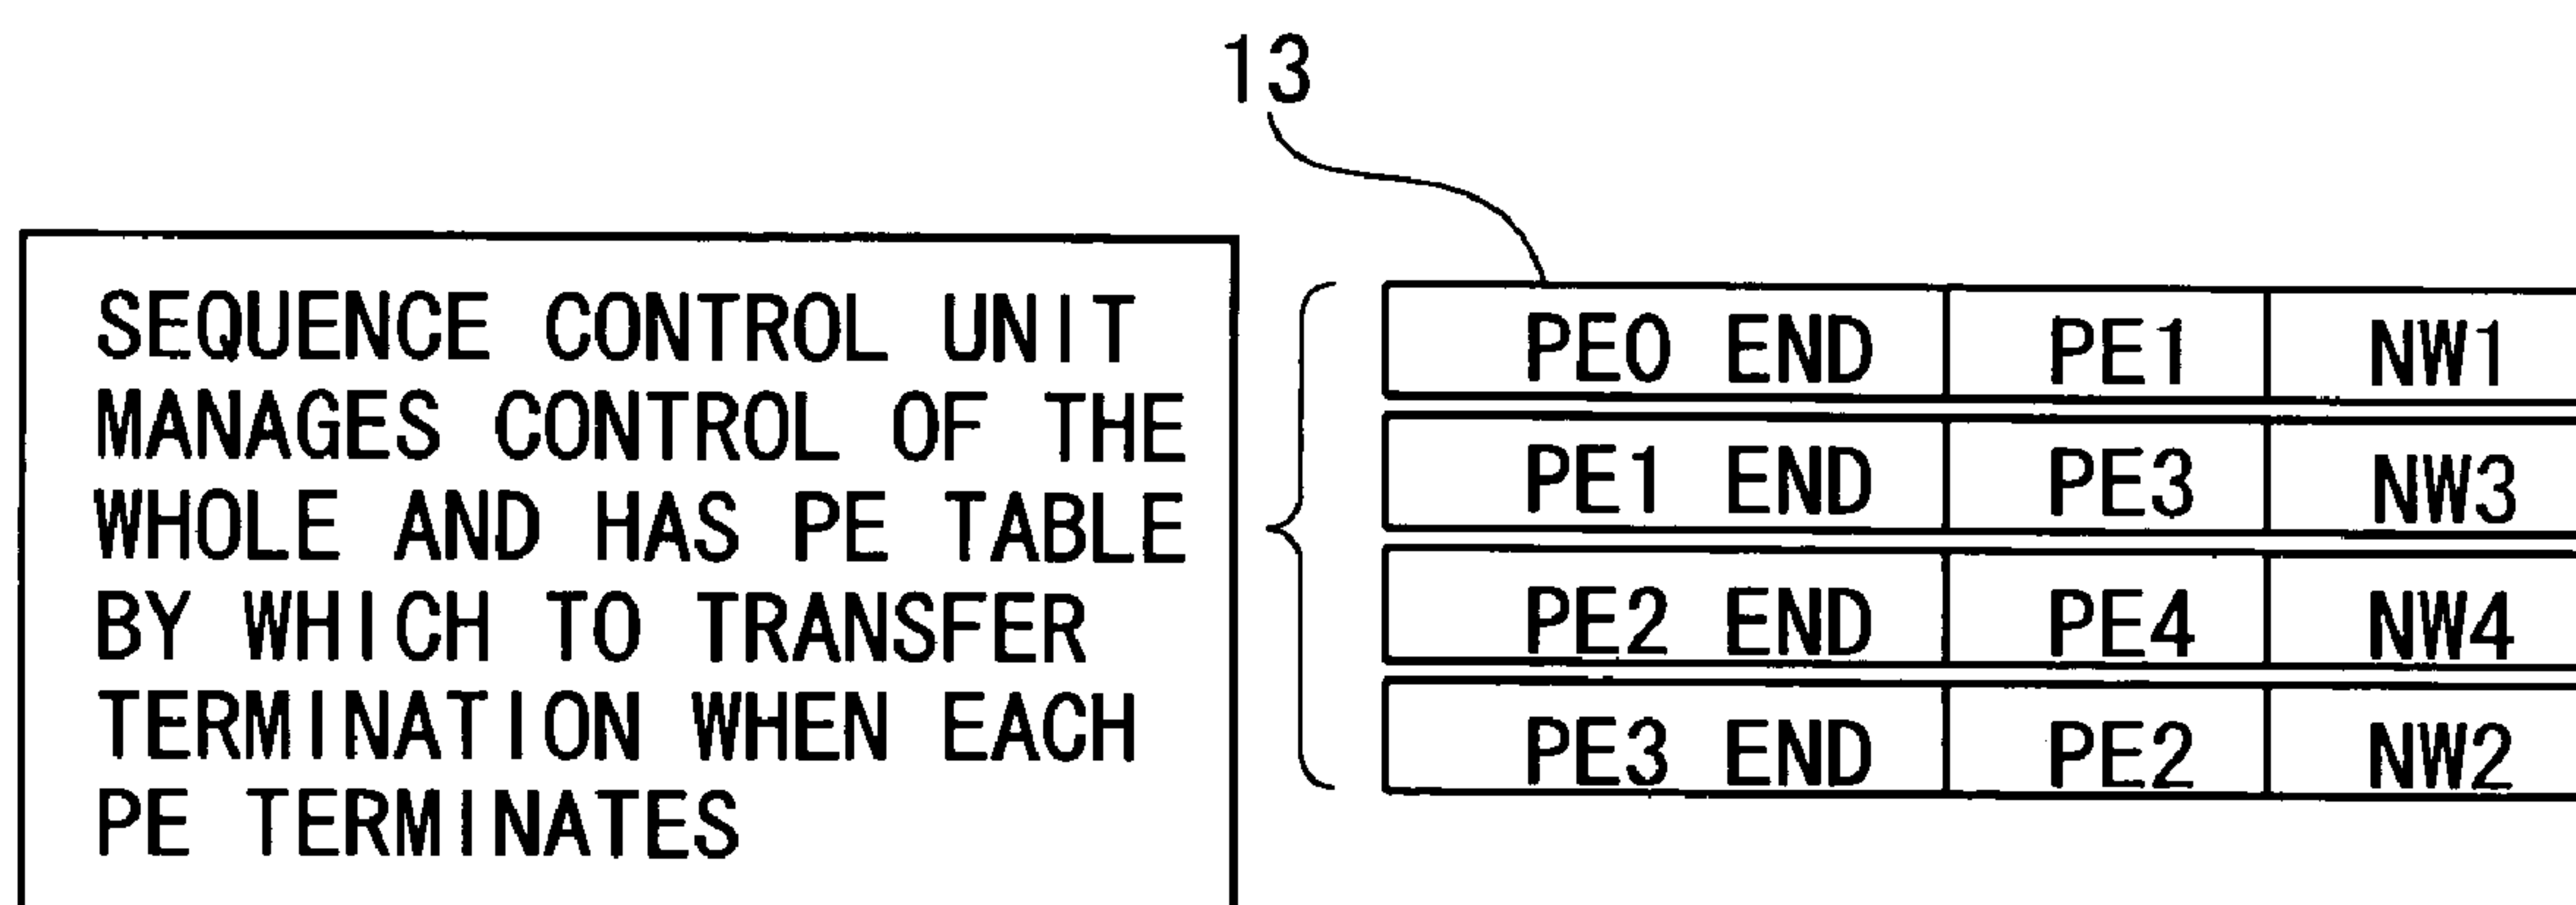 13
SEQUENCE CONTROL UNIT
MANAGES CONTROL OF THE
WHOLE AND HAS PE TABLE
BY WHICH TO TRANSFER
TERMINATION WHEN EACH
PE TERMINATES
PE0 END PE1 NW1
PE1 END PE3 NW3
PE2 END PE4 NW4
PE3 END PE2 NW2